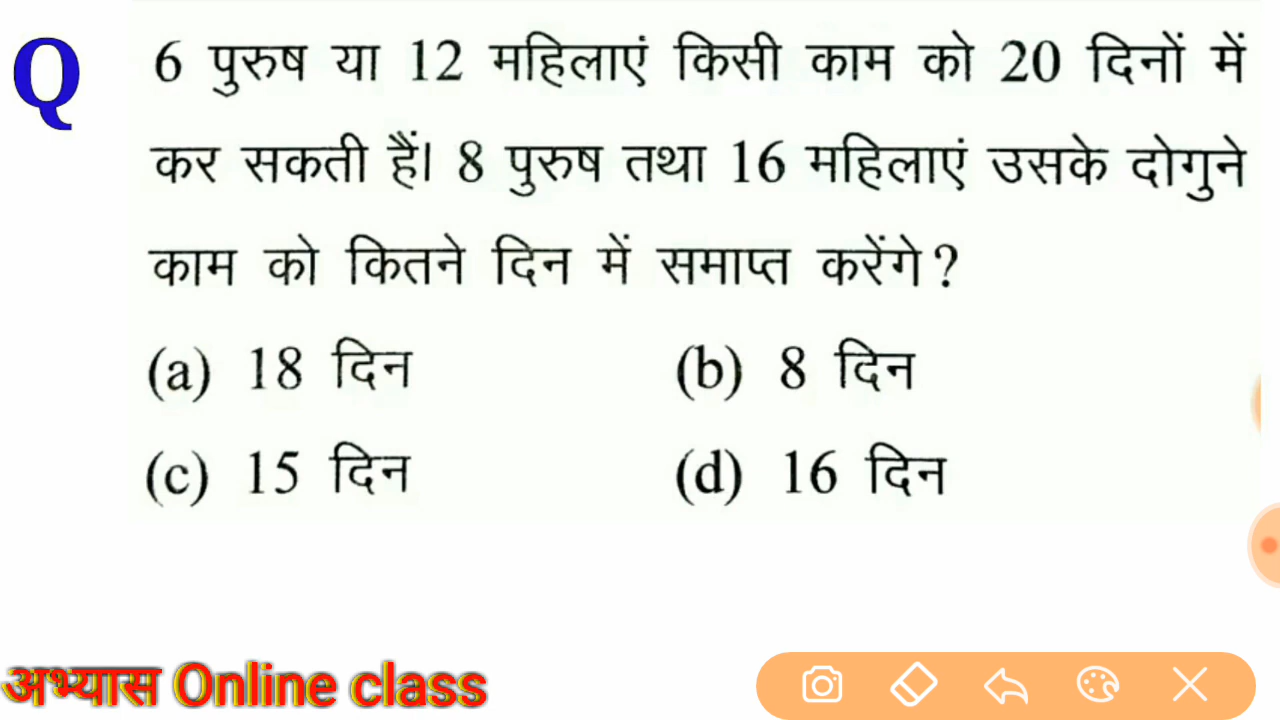 Q 6 पुरुष या 12 महिलाएं किसी काम को 20 दिनों में
कर सकती हैं। 8 पुरुष तथा 16 महिलाएं उसके दोगुने
काम को कितने दिन में समाप्त करेंगे?
(a) 18 दिन (b) 8 दिन
(c) 15 दिन (d) 16 दिन
अभ्यास Online class